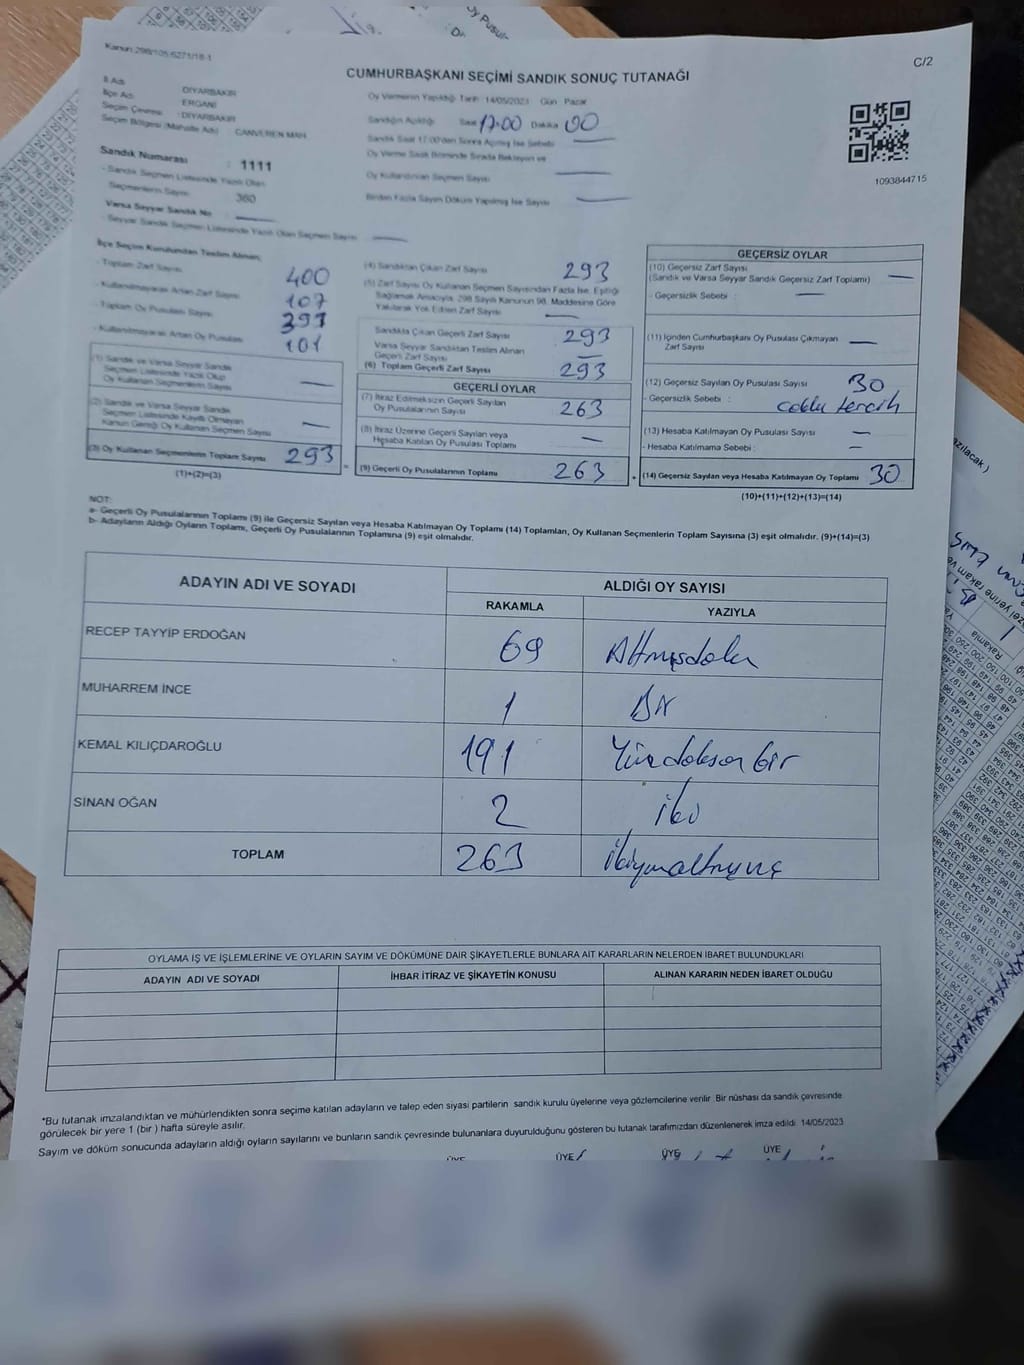 Kanun:298/105-6271/18-1
C/2
CUMHURBAŞKANI SEÇİMİ SANDIK SONUÇ TUTANAĞI
İl Adı : DİYARBAKIR
İlçe Adı : ERGANİ
Seçim Çevresi : DİYARBAKIR
Seçim Bölgesi (Mahalle Adı) : CANVEREN MAH.
Sandık Numarası : 1111
Sandık Seçmen Listesinde Yazılı Olan
Seçmenlerin Sayısı : 360
Varsa Seyyar Sandık No :
- Seyyar Sandık Seçmen Listesinde Yazılı Olan Seçmen Sayısı
Oy Vermenin Yapıldığı Tarih 14/05/2023 Gün Pazar
Sandığın Açıldığı Saat 17:00 Dakika 00
Sandık Saat 17:00'den Sonra Açılmış İse Sebebi
Oy Verme Saati Bitiminde Sırada Bekleyen ve
Oy Kullandırılan Seçmen Sayısı
Birden Fazla Sayım Döküm Yapılmış İse Sayısı
1093844715
İlçe Seçim Kurulundan Teslim Alınan;
- Toplam Zarf Sayısı 400
- Kullanılmayarak Artan Zarf Sayısı 107
- Toplam Oy Pusulası Sayısı
- Kullanılmayarak Artan Oy Pusulası 101
(1) Sandık ve Varsa Seyyar Sandık
Seçmen Listesinde Yazılı Olup
Oy Kullanan Seçmenlerin Sayısı
(2) Sandık ve Varsa Seyyar Sandık
Seçmen Listesinde Kayıtlı Olmayan
Kanun Gereği Oy Kullanan Seçmen Sayısı
(3) Oy Kullanan Seçmenlerin Toplam Sayısı 293
(1)+(2)=(3)
(4) Sandıktan Çıkan Zarf Sayısı 293
(5) Zarf Sayısı Oy Kullanan Seçmen Sayısından Fazla İse, Eşitliği
Sağlamak Amacıyla, 298 Sayılı Kanunun 98. Maddesine Göre
Yakılarak Yok Edilen Zarf Sayısı
Sandıkta Çıkan Geçerli Zarf Sayısı 293
Varsa Seyyar Sandıktan Teslim Alınan
Geçerli Zarf Sayısı
(6) Toplam Geçerli Zarf Sayısı 293
GEÇERLİ OYLAR
(7) İtiraz Edilmeksizin Geçerli Sayılan
Oy Pusulalarının Sayısı 263
(8) İtiraz Üzerine Geçerli Sayılan veya
Hesaba Katılan Oy Pusulası Toplamı
(9) Geçerli Oy Pusulalarının Toplamı 263
GEÇERSİZ OYLAR
(10) Geçersiz Zarf Sayısı
(Sandık ve Varsa Seyyar Sandık Geçersiz Zarf Toplamı)
- Geçersizlik Sebebi :
(11) İçinden Cumhurbaşkanı Oy Pusulası Çıkmayan
Zarf Sayısı
(12) Geçersiz Sayılan Oy Pusulası Sayısı 30
- Geçersizlik Sebebi : çoklu tercih
(13) Hesaba Katılmayan Oy Pusulası Sayısı
- Hesaba Katılmama Sebebi :
(14) Geçersiz Sayılan veya Hesaba Katılmayan Oy Toplamı 30
(10)+(11)+(12)+(13)=(14)
NOT:
a- Geçerli Oy Pusulalarının Toplamı (9) ile Geçersiz Sayılan veya Hesaba Katılmayan Oy Toplamı (14) Toplamları, Oy Kullanan Seçmenlerin Toplam Sayısına (3) eşit olmalıdır. (9)+(14)=(3)
b- Adayların Aldığı Oyların Toplamı, Geçerli Oy Pusulalarının Toplamına (9) eşit olmalıdır.
ADAYIN ADI VE SOYADI ALDIĞI OY SAYISI
RAKAMLA YAZIYLA
RECEP TAYYİP ERDOĞAN 69 Altmışdokuz
MUHARREM İNCE 1 Bir
KEMAL KILIÇDAROĞLU 191 Yüzdoksanbir
SİNAN OĞAN 2 iki
TOPLAM 263 ikiyüzaltmışüç
OYLAMA İŞ VE İŞLEMLERİNE VE OYLARIN SAYIM VE DÖKÜMÜNE DAİR ŞİKAYETLERLE BUNLARA AİT KARARLARIN NELERDEN İBARET BULUNDUKLARI
ADAYIN ADI VE SOYADI İHBAR İTİRAZ VE ŞİKAYETİN KONUSU ALINAN KARARIN NEDEN İBARET OLDUĞU
*Bu tutanak imzalandıktan ve mühürlendikten sonra seçime katılan adayların ve talep eden siyasi partilerin sandık kurulu üyelerine veya gözlemcilerine verilir. Bir nüshası da sandık çevresinde
görülecek bir yere 1 (bir) hafta süreyle asılır.
Sayım ve döküm sonucunda adayların aldığı oyların sayılarını ve bunların sandık çevresinde bulunanlara duyurulduğunu gösteren bu tutanak tarafımızdan düzenlenerek imza edildi. 14/05/2023
ÜYE ÜYE ÜYE ÜYE